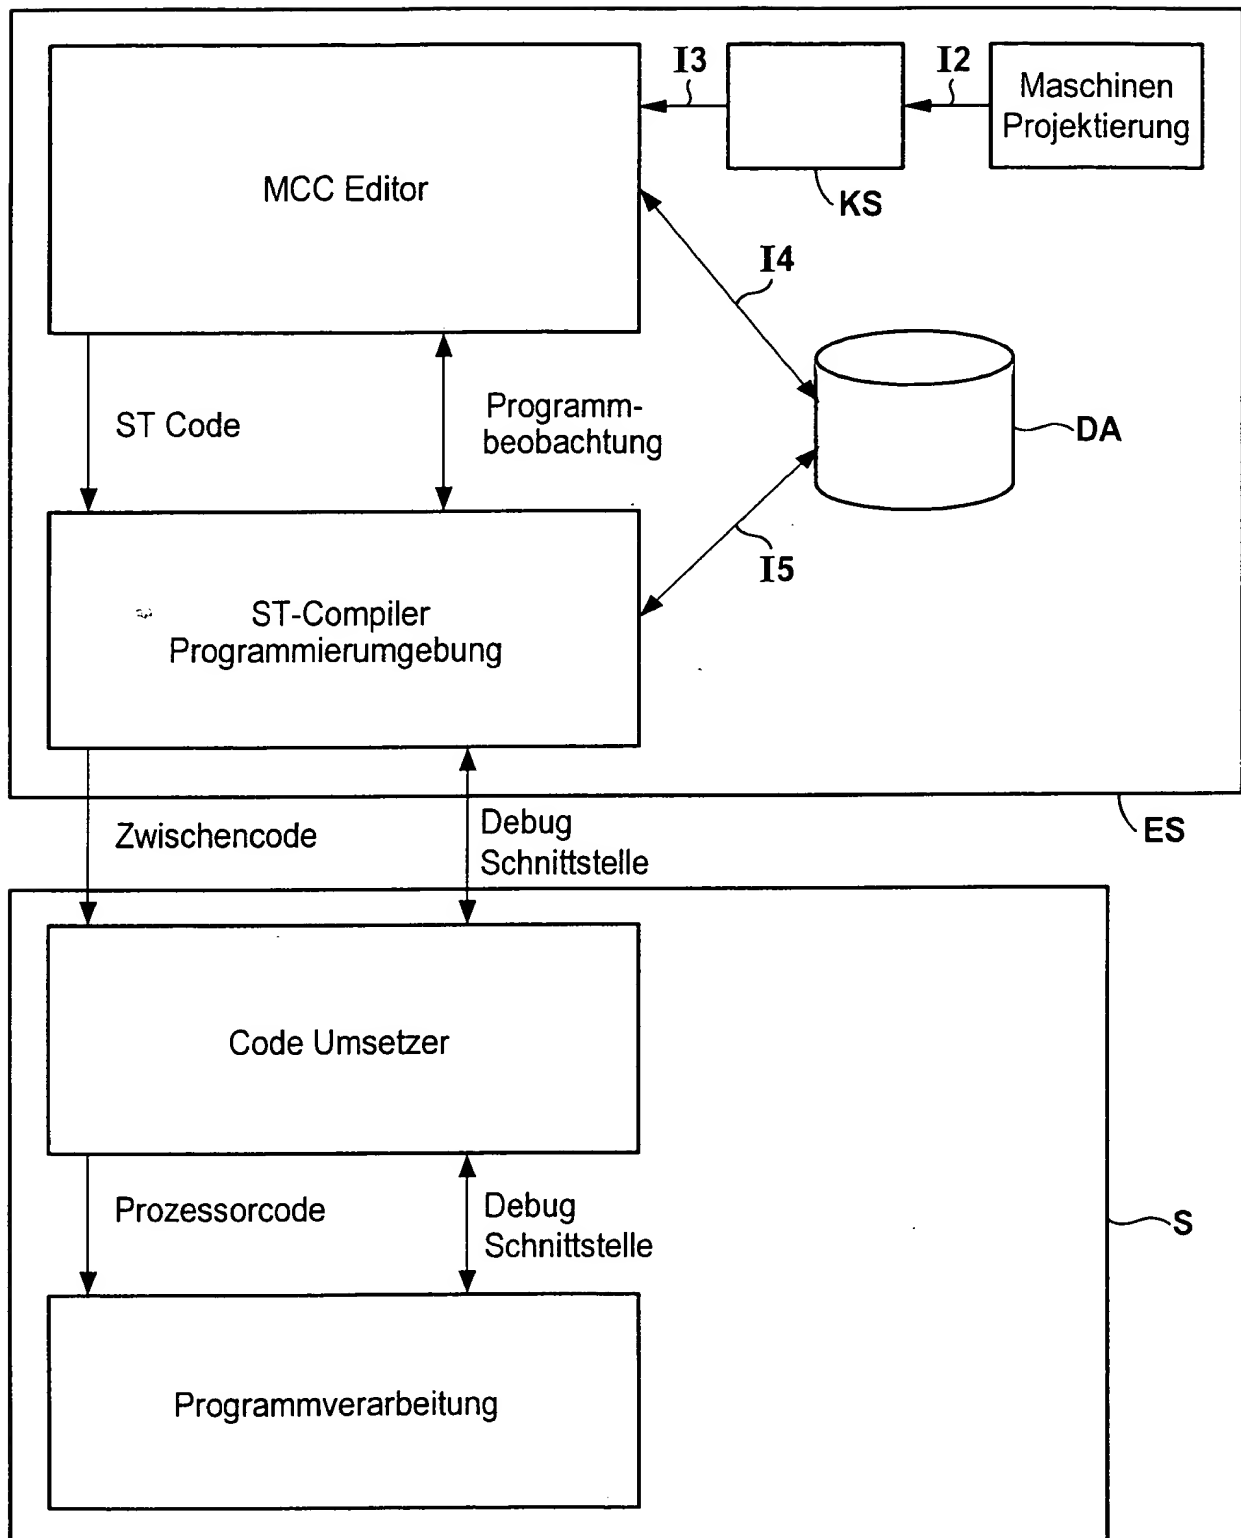 I3
I2
Maschinen
Projektierung
MCC Editor
KS
I4
ST Code
Programm-
beobachtung
DA
I5
ST-Compiler
Programmierumgebung
Zwischencode
Debug
Schnittstelle
ES
Code Umsetzer
Prozessorcode
Debug
Schnittstelle
S
Programmverarbeitung